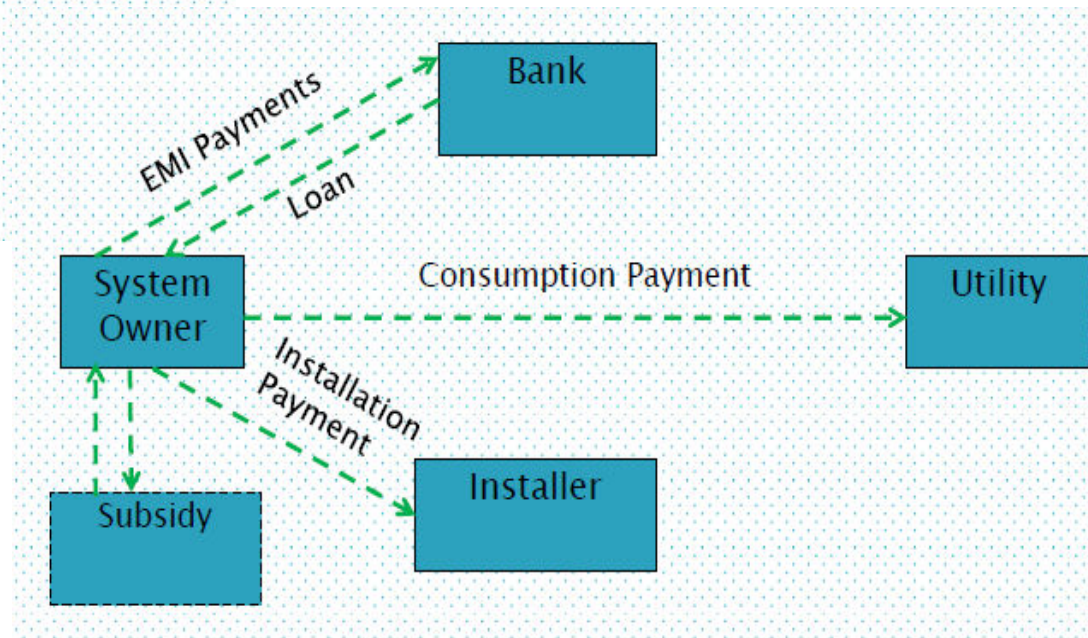 Bank
EMI Payments
Loan
System
Owner
Consumption Payment
Utility
Installation
Payment
Installer
Subsidy